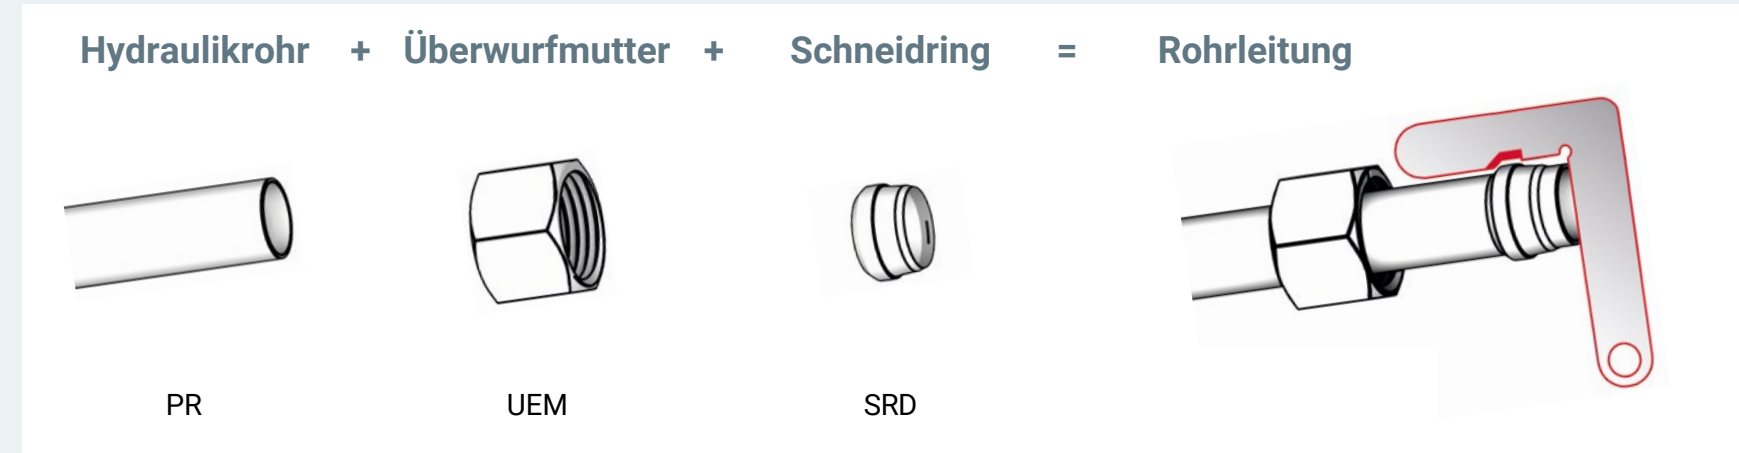 Hydraulikrohr + Überwurfmutter + Schneidring = Rohrleitung
PR UEM SRD